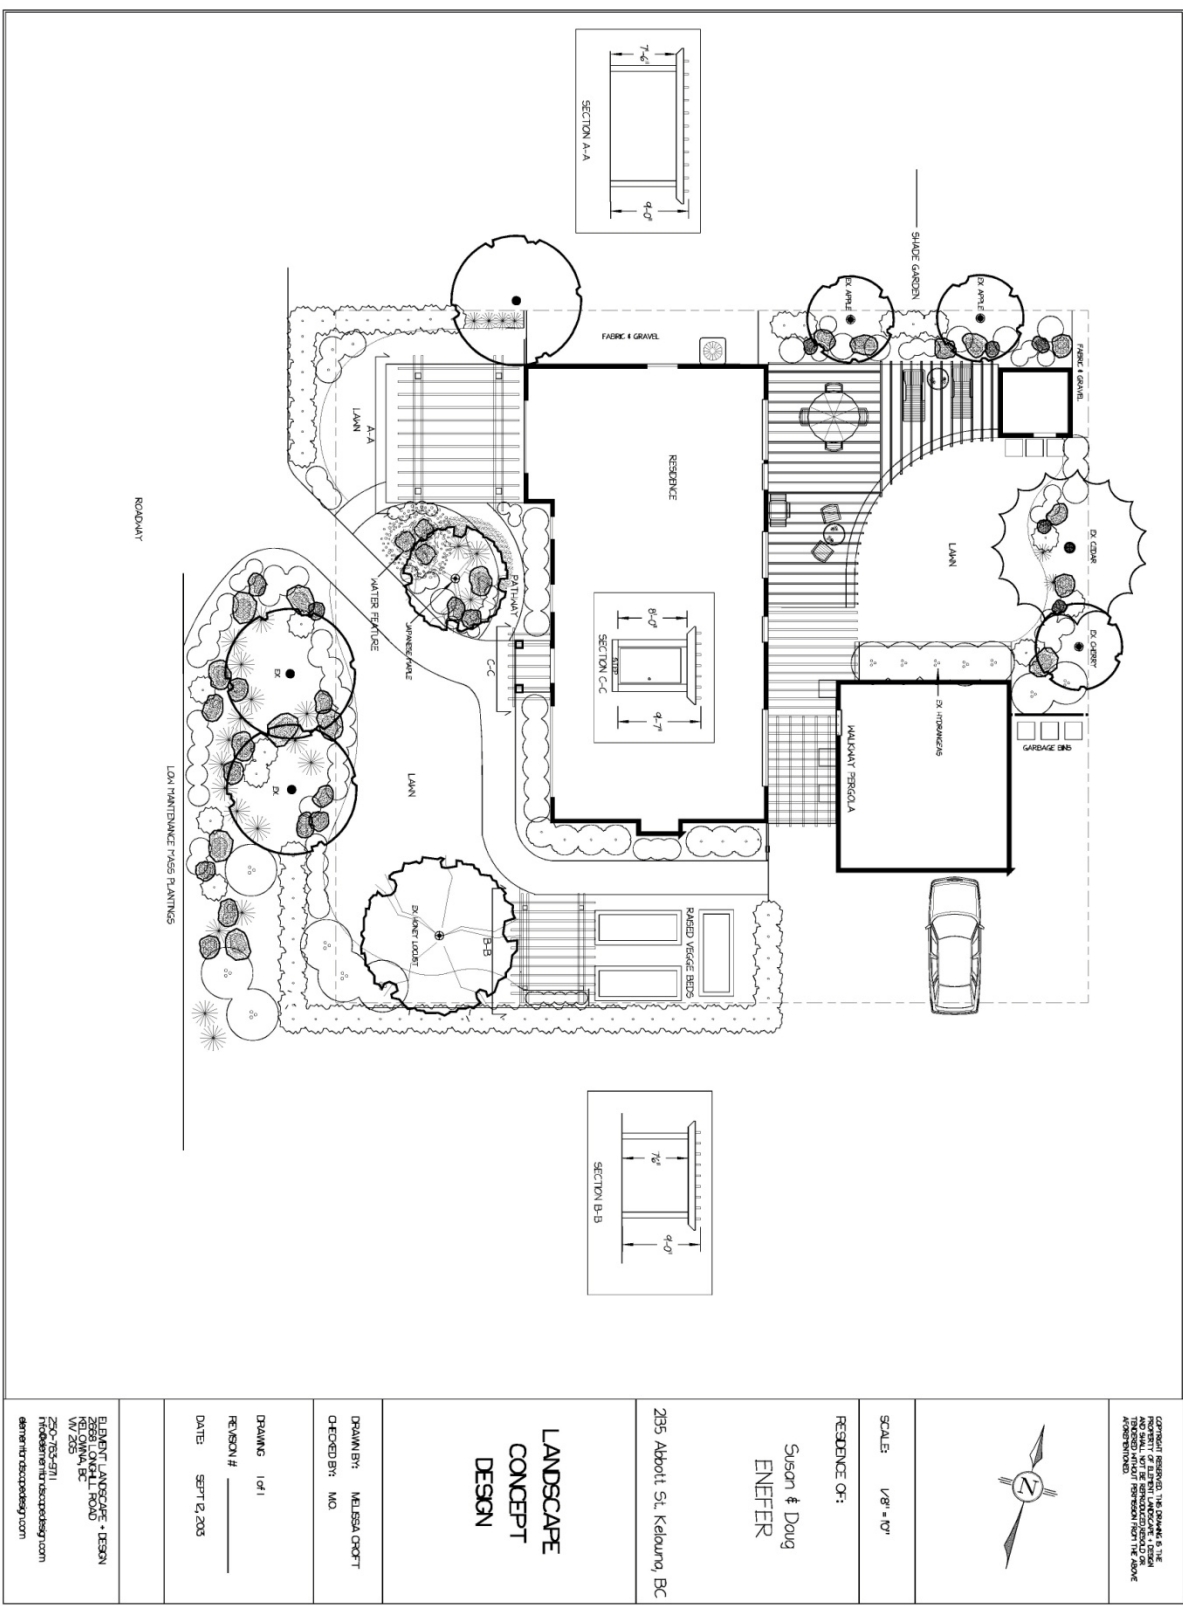 7'-6"
9'-0"
SECTION A-A
SHADE GARDEN
EX APPLE
EX APPLE
FABRIC & GRAVEL
FABRIC & GRAVEL
LAWN
A-A
RESIDENCE
ROADWAY
LAWN
EX CEDAR
EX CHERRY
WATER FEATURE
JAPANESE MAPLE
PATHWAY
C-C
8'-0"
STEP
9'-7"
SECTION C-C
EX
EX
LAWN
EX HYDRANGEAS
WALKWAY PERGOLA
GARBAGE BINS
LOW MAINTENANCE MASS PLANTINGS
EX HONEY LOCUST
B-B
RAISED VEGGE BEDS
7'6"
9'-0"
SECTION B-B
COPYRIGHT RESERVED. THIS DRAWING IS THE
PROPERTY OF ELEMENT LANDSCAPE + DESIGN
AND SHALL NOT BE REPRODUCED, RESOLD OR
TENDERED WITHOUT PERMISSION FROM THE ABOVE
AFOREMENTIONED.
N
SCALE: 1/8" = 1'0"
RESIDENCE OF:
Susan & Doug
ENEFER
2135 Abbott St. Kelowna, BC
LANDSCAPE
CONCEPT
DESIGN
DRAWN BY: MELISSA CROFT
CHECKED BY: MO
DRAWING 1 of 1
REVISION #
DATE: SEPT 12, 2013
ELEMENT LANDSCAPE + DESIGN
2668 LONGHILL ROAD
KELOWNA, BC
V1V 2G5
250-763-9711
info@elementlandscapedesign.com
elementlandscapedesign.com